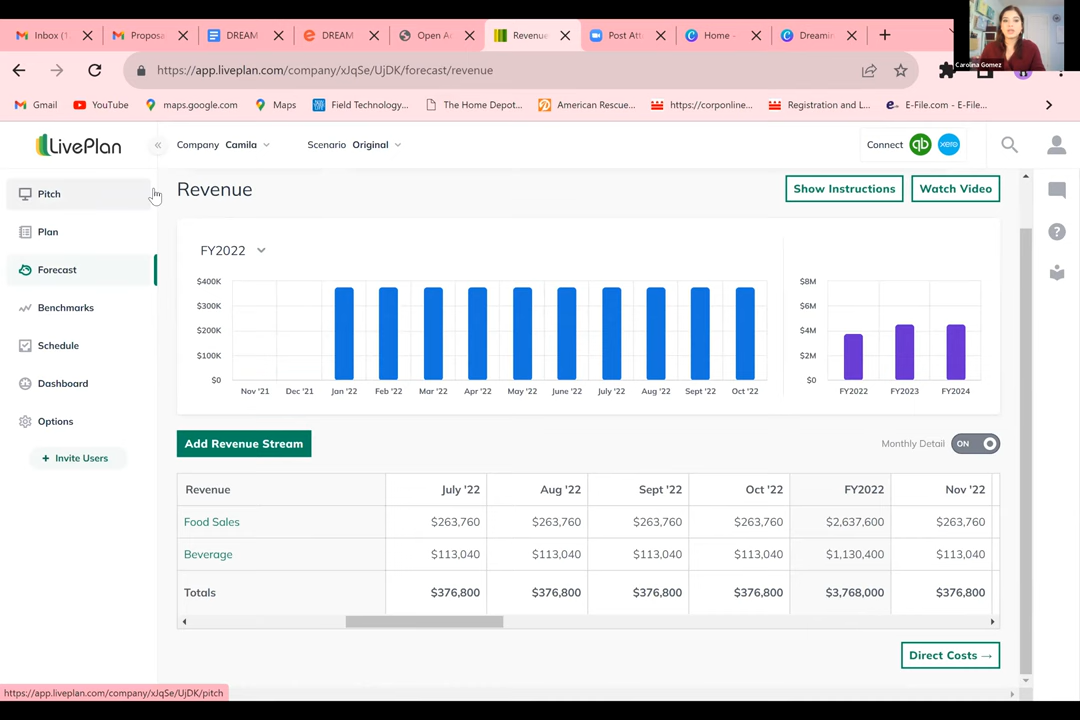 Inbox (1
Proposa
DREAM
DREAM
Open A
Revenue
Post Att
Home -
Dreamin
Carolina Gomez
https://app.liveplan.com/company/xJqSe/UjDK/forecast/revenue
Gmail
YouTube
maps.google.com
Maps
Field Technology...
The Home Depot...
American Rescue...
https://corponline...
Registration and L...
E-File.com - E-File...
LivePlan
Company Camila
Scenario Original
Connect qb xero
Pitch
Plan
Forecast
Benchmarks
Schedule
Dashboard
Options
+ Invite Users
Revenue
Show Instructions
Watch Video
FY2022
$400K
$300K
$200K
$100K
$0
Nov '21 Dec '21 Jan '22 Feb '22 Mar '22 Apr '22 May '22 June '22 July '22 Aug '22 Sept '22 Oct '22
$8M
$6M
$4M
$2M
$0
FY2022 FY2023 FY2024
Add Revenue Stream
Monthly Detail ON
Revenue July '22 Aug '22 Sept '22 Oct '22 FY2022 Nov '22
Food Sales $263,760 $263,760 $263,760 $263,760 $2,637,600 $263,760
Beverage $113,040 $113,040 $113,040 $113,040 $1,130,400 $113,040
Totals $376,800 $376,800 $376,800 $376,800 $3,768,000 $376,800
Direct Costs →
https://app.liveplan.com/company/xJqSe/UjDK/pitch